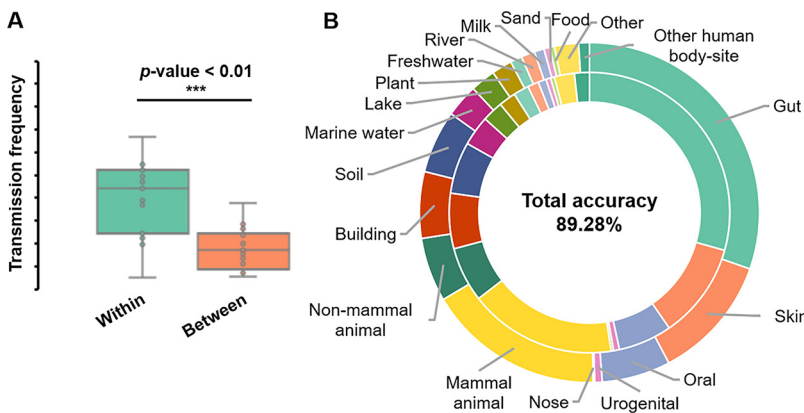 A
B
p-value < 0.01
***
Transmission frequency
Within
Between
Total accuracy
89.28%
Other human
body-site
Gut
Skin
Oral
Urogenital
Nose
Mammal
animal
Non-mammal
animal
Building
Soil
Marine water
Lake
Plant
Freshwater
River
Milk
Sand
Food
Other